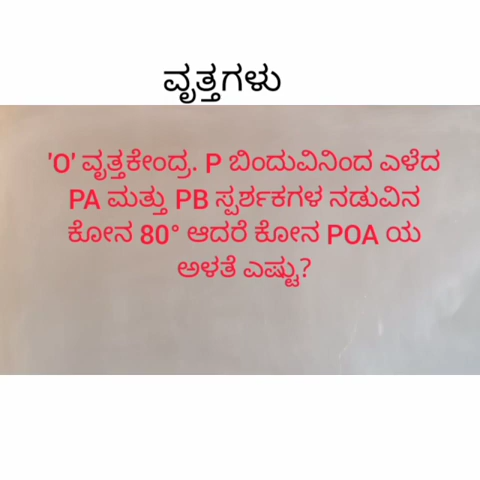 ವೃತ್ತಗಳು
'O' ವೃತ್ತಕೇಂದ್ರ. P ಬಿಂದುವಿನಿಂದ ಎಳೆದ
PA ಮತ್ತು PB ಸ್ಪರ್ಶಕಗಳ ನಡುವಿನ
ಕೋನ 80° ಆದರೆ ಕೋನ POA ಯ
ಅಳತೆ ಎಷ್ಟು?